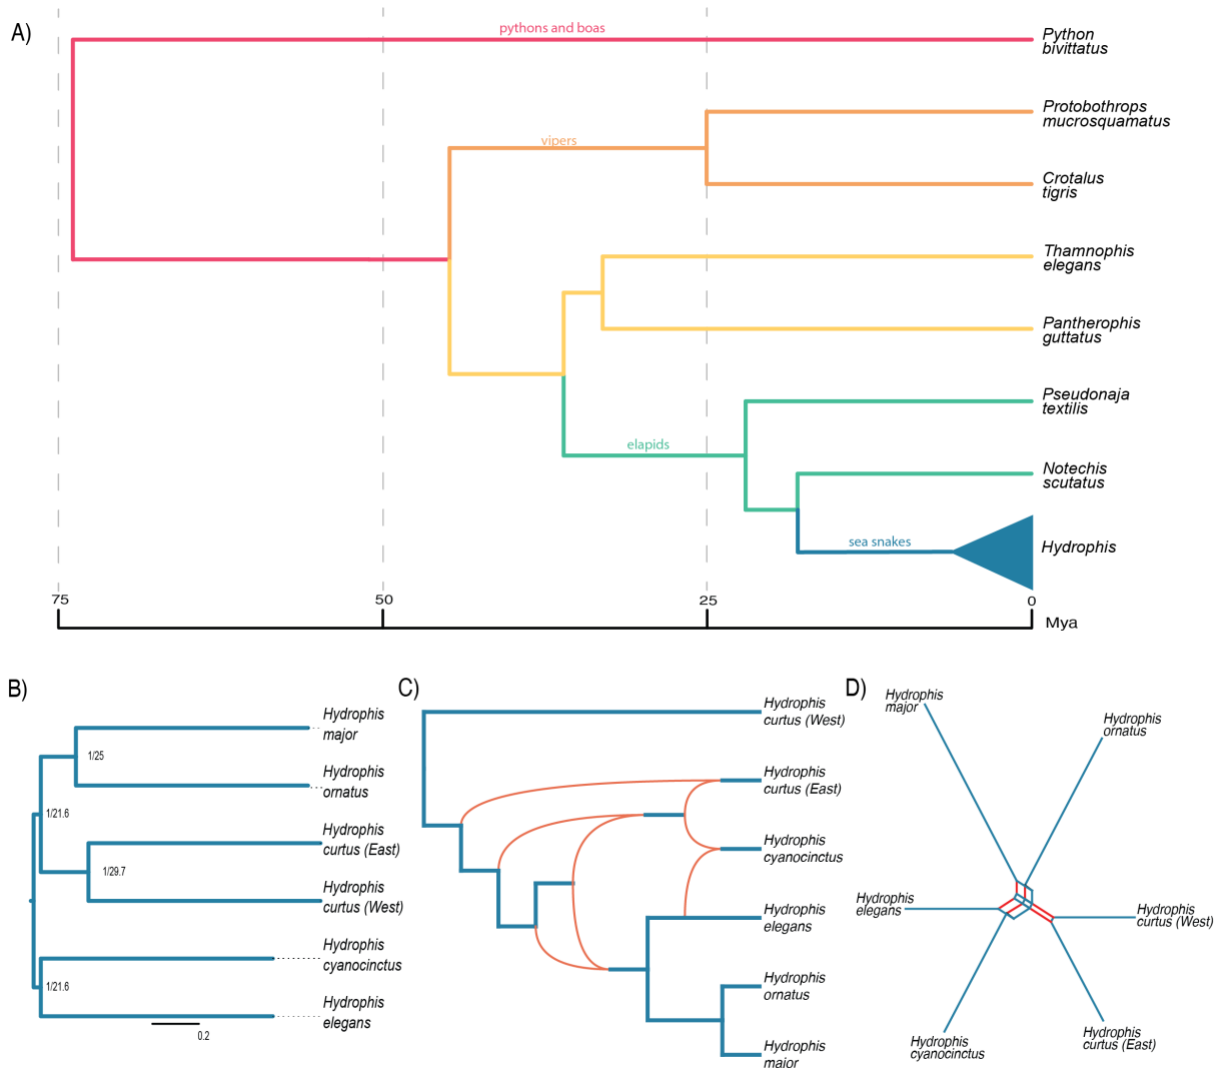 A)
pythons and boas
Python
bivittatus
Protobothrops
mucrosquamatus
vipers
Crotalus
tigris
Thamnophis
elegans
Pantherophis
guttatus
Pseudonaja
textilis
elapids
Notechis
scutatus
sea snakes
Hydrophis
75
50
25
0
Mya
B)
Hydrophis
major
1/25
Hydrophis
ornatus
1/21.6
Hydrophis
curtus (East)
1/29.7
Hydrophis
curtus (West)
Hydrophis
cyanocinctus
1/21.6
Hydrophis
elegans
0.2
C)
Hydrophis
curtus (West)
Hydrophis
curtus (East)
Hydrophis
cyanocinctus
Hydrophis
elegans
Hydrophis
ornatus
Hydrophis
major
D)
Hydrophis
major
Hydrophis
ornatus
Hydrophis
elegans
Hydrophis
curtus (West)
Hydrophis
cyanocinctus
Hydrophis
curtus (East)